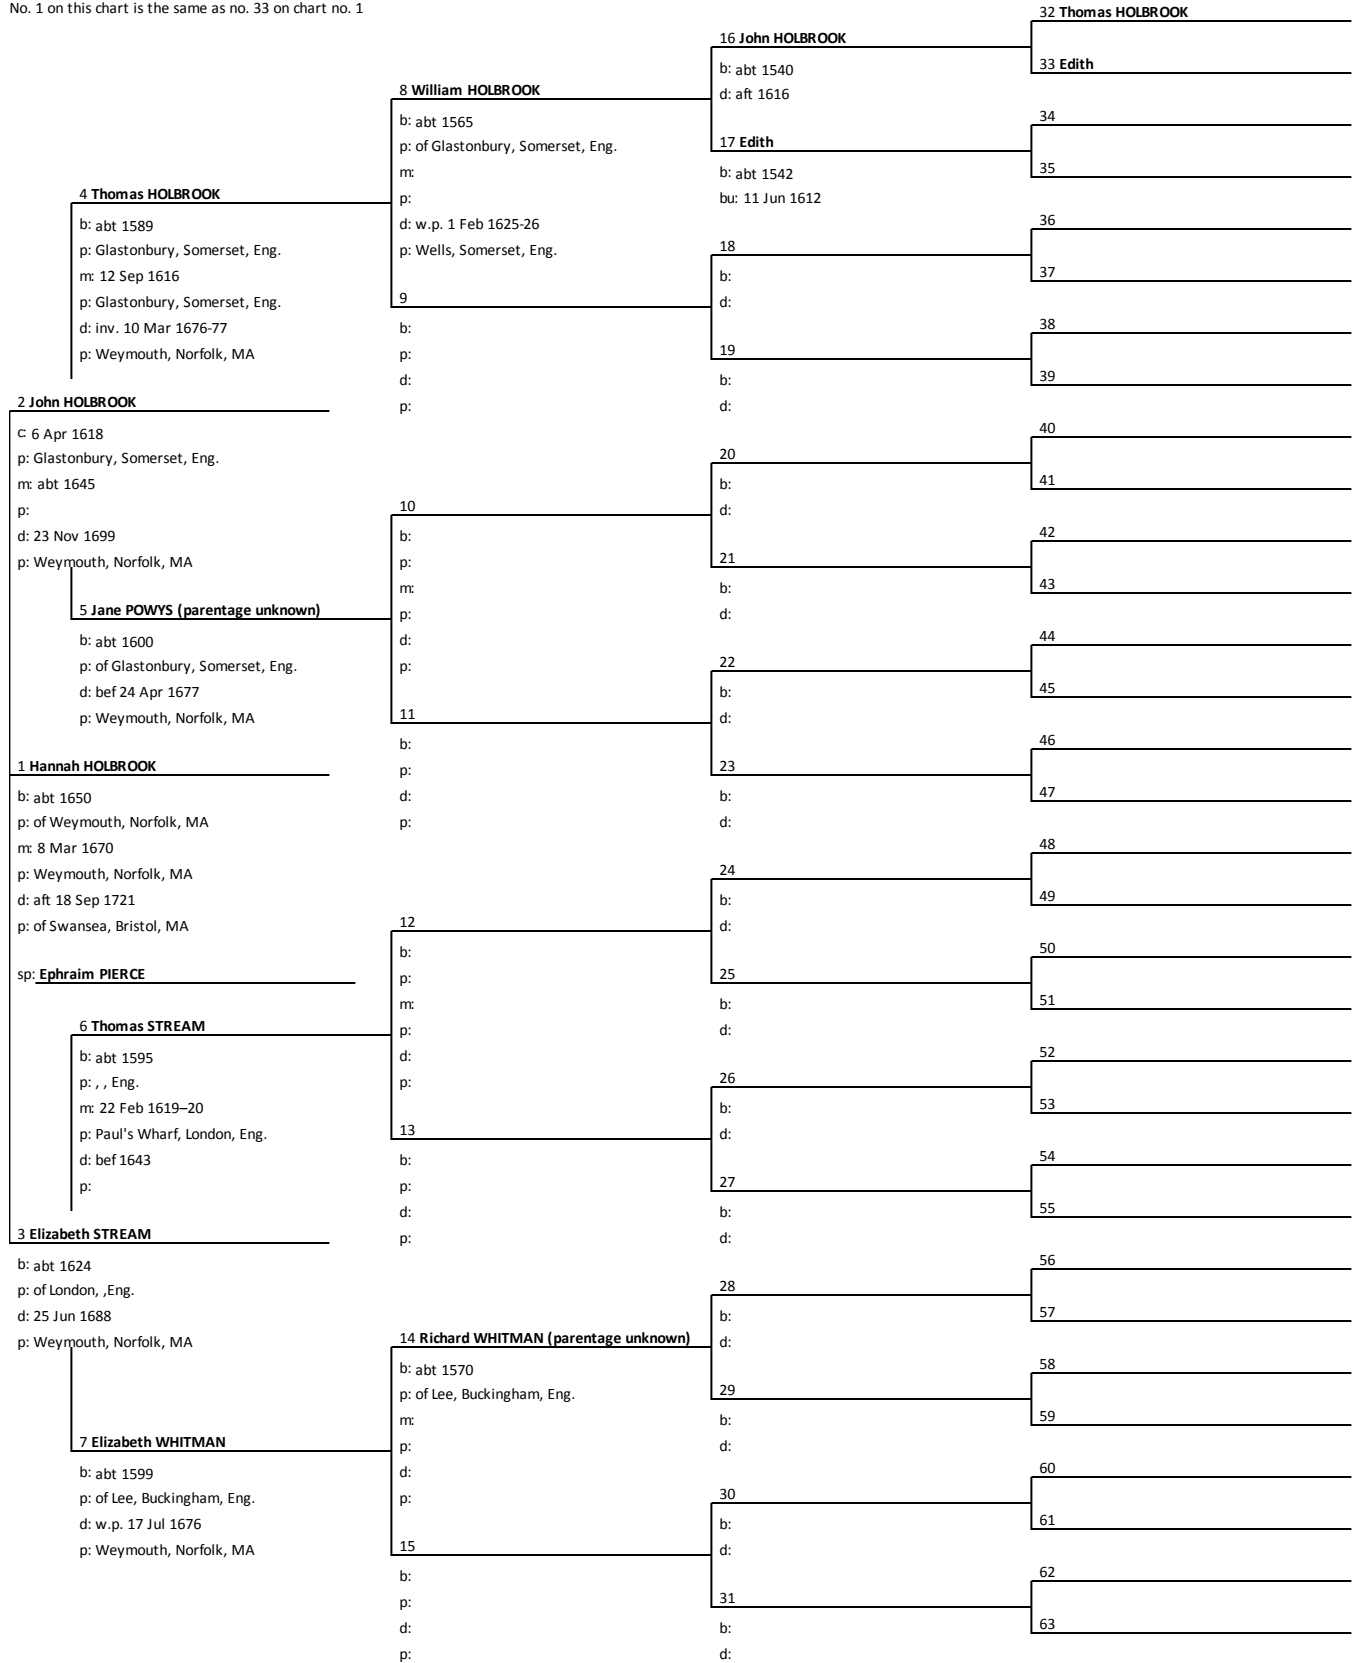 No. 1 on this chart is the same as no. 33 on chart no. 1
2 John HOLBROOK
c: 6 Apr 1618
p: Glastonbury, Somerset, Eng.
m: abt 1645
p:
d: 23 Nov 1699
p: Weymouth, Norfolk, MA
1 Hannah HOLBROOK
b: abt 1650
p: of Weymouth, Norfolk, MA
m: 8 Mar 1670
p: Weymouth, Norfolk, MA
d: aft 18 Sep 1721
p: of Swansea, Bristol, MA
sp: Ephraim PIERCE
3 Elizabeth STREAM
b: abt 1624
p: of London, ,Eng.
d: 25 Jun 1688
p: Weymouth, Norfolk, MA
4 Thomas HOLBROOK
b: abt 1589
p: Glastonbury, Somerset, Eng.
m: 12 Sep 1616
p: Glastonbury, Somerset, Eng.
d: inv. 10 Mar 1676-77
p: Weymouth, Norfolk, MA
5 Jane POWYS (parentage unknown)
b: abt 1600
p: of Glastonbury, Somerset, Eng.
d: bef 24 Apr 1677
p: Weymouth, Norfolk, MA
6 Thomas STREAM
b: abt 1595
p: , , Eng.
m: 22 Feb 1619–20
p: Paul's Wharf, London, Eng.
d: bef 1643
p:
7 Elizabeth WHITMAN
b: abt 1599
p: of Lee, Buckingham, Eng.
d: w.p. 17 Jul 1676
p: Weymouth, Norfolk, MA
8 William HOLBROOK
b: abt 1565
p: of Glastonbury, Somerset, Eng.
m:
p:
d: w.p. 1 Feb 1625-26
p: Wells, Somerset, Eng.
9
b:
p:
d:
p:
10
b:
p:
m:
p:
d:
p:
11
b:
p:
d:
p:
12
b:
p:
m:
p:
d:
p:
13
b:
p:
d:
p:
14 Richard WHITMAN (parentage unknown)
b: abt 1570
p: of Lee, Buckingham, Eng.
m:
p:
d:
p:
15
b:
p:
d:
p:
16 John HOLBROOK
b: abt 1540
d: aft 1616
17 Edith
b: abt 1542
bu: 11 Jun 1612
18
b:
d:
19
b:
d:
20
b:
d:
21
b:
d:
22
b:
d:
23
b:
d:
24
b:
d:
25
b:
d:
26
b:
d:
27
b:
d:
28
b:
d:
29
b:
d:
30
b:
d:
31
b:
d:
32 Thomas HOLBROOK
33 Edith
34
35
36
37
38
39
40
41
42
43
44
45
46
47
48
49
50
51
52
53
54
55
56
57
58
59
60
61
62
63